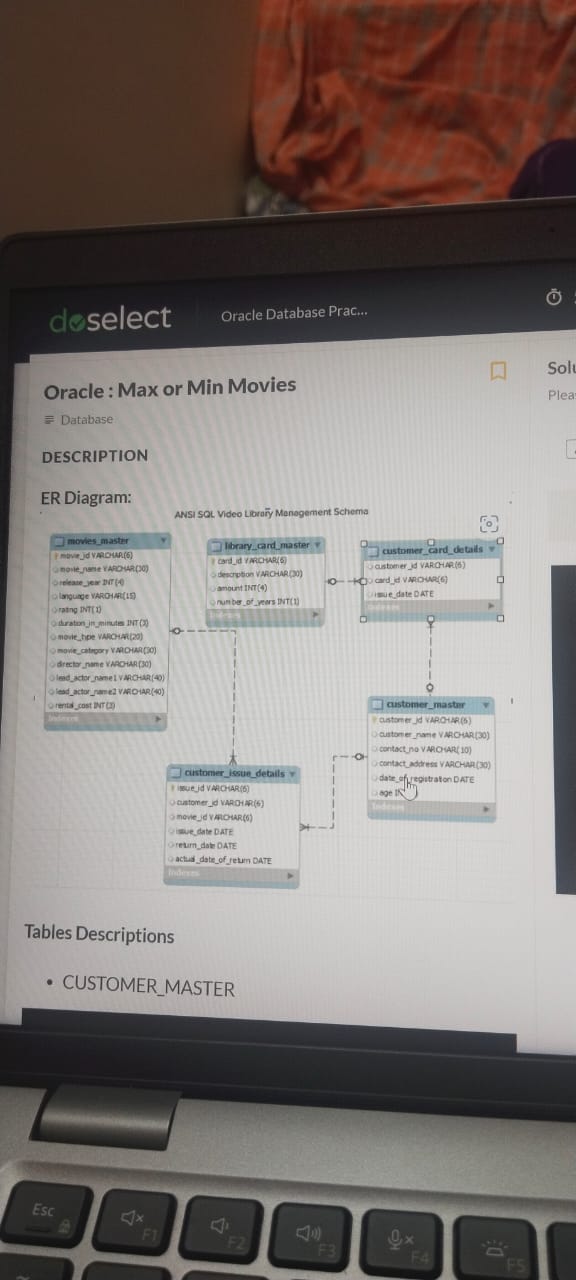 doselect
Oracle Database Prac...
Oracle : Max or Min Movies
Solu
Database
Pleas
DESCRIPTION
ER Diagram:
ANSI SQL Video Library Management Schema
movies_master
movie_id VARCHAR(6)
movie_name VARCHAR(30)
release_year INT(4)
language VARCHAR(15)
rating INT(1)
duration_in_minutes INT(3)
movie_type VARCHAR(20)
movie_category VARCHAR(30)
director_name VARCHAR(30)
lead_actor_name1 VARCHAR(40)
lead_actor_name2 VARCHAR(40)
rental_cost INT(3)
Indexes
library_card_master
card_id VARCHAR(6)
description VARCHAR(30)
amount INT(4)
number_of_years INT(1)
Indexes
customer_card_details
customer_id VARCHAR(6)
card_id VARCHAR(6)
issue_date DATE
Indexes
customer_master
customer_id VARCHAR(6)
customer_name VARCHAR(30)
contact_no VARCHAR(10)
contact_address VARCHAR(30)
date_of_registration DATE
age
Indexes
customer_issue_details
issue_id VARCHAR(6)
customer_id VARCHAR(6)
movie_id VARCHAR(6)
issue_date DATE
return_date DATE
actual_date_of_return DATE
Indexes
Tables Descriptions
• CUSTOMER_MASTER
Esc
F1
F2
F3
F4
F5